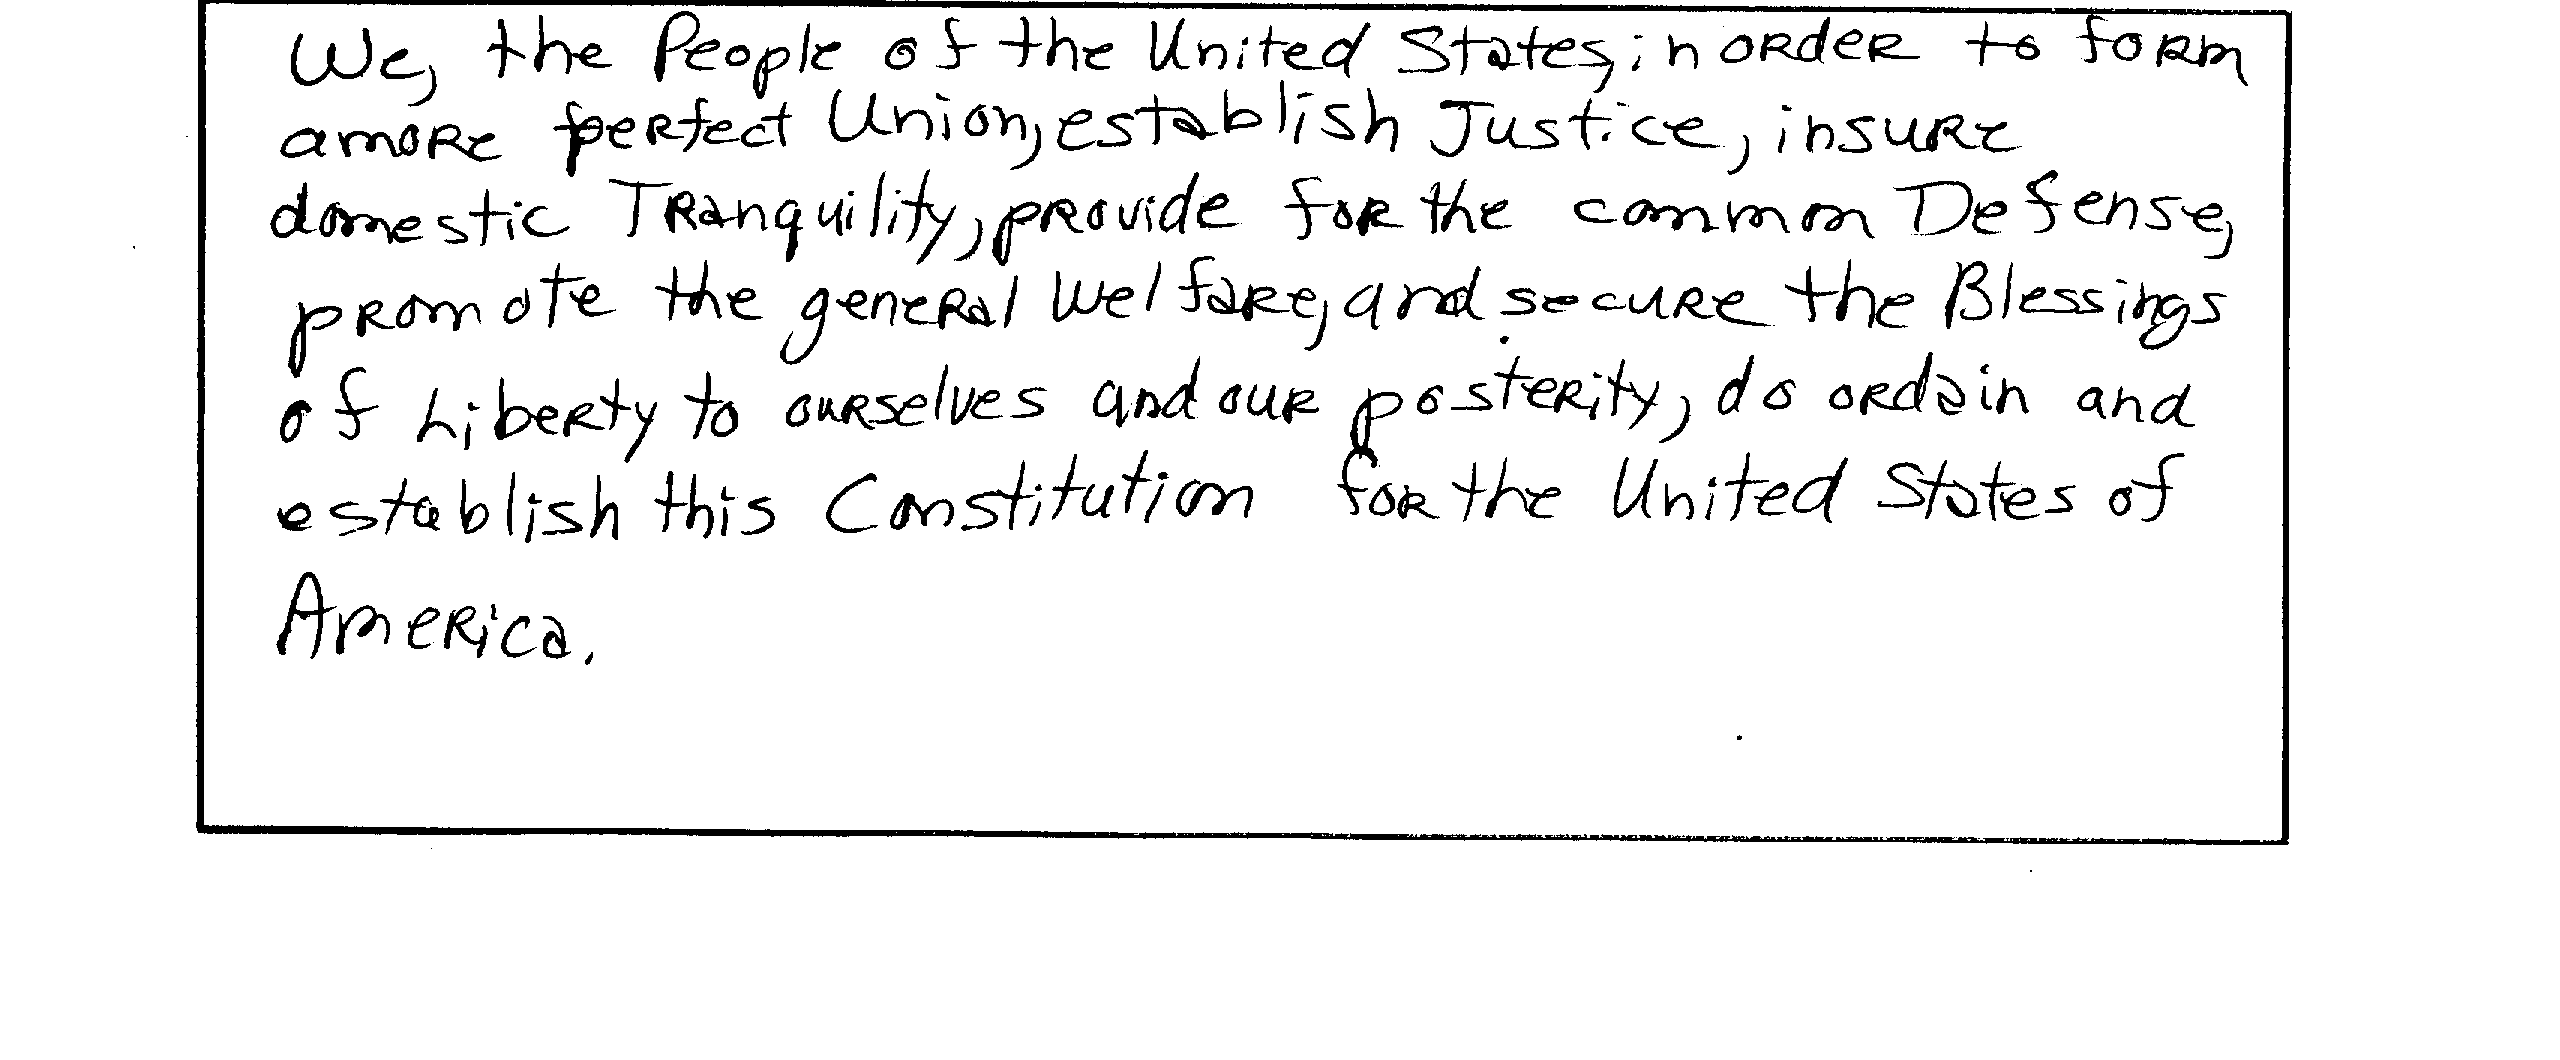 We, the People of the United States, in order to form
a more perfect Union, establish Justice, insure
domestic Tranquility, provide for the common Defense,
promote the general Welfare, and secure the Blessings
of Liberty to ourselves and our posterity, do ordain and
establish this Constitution for the United States of
America.